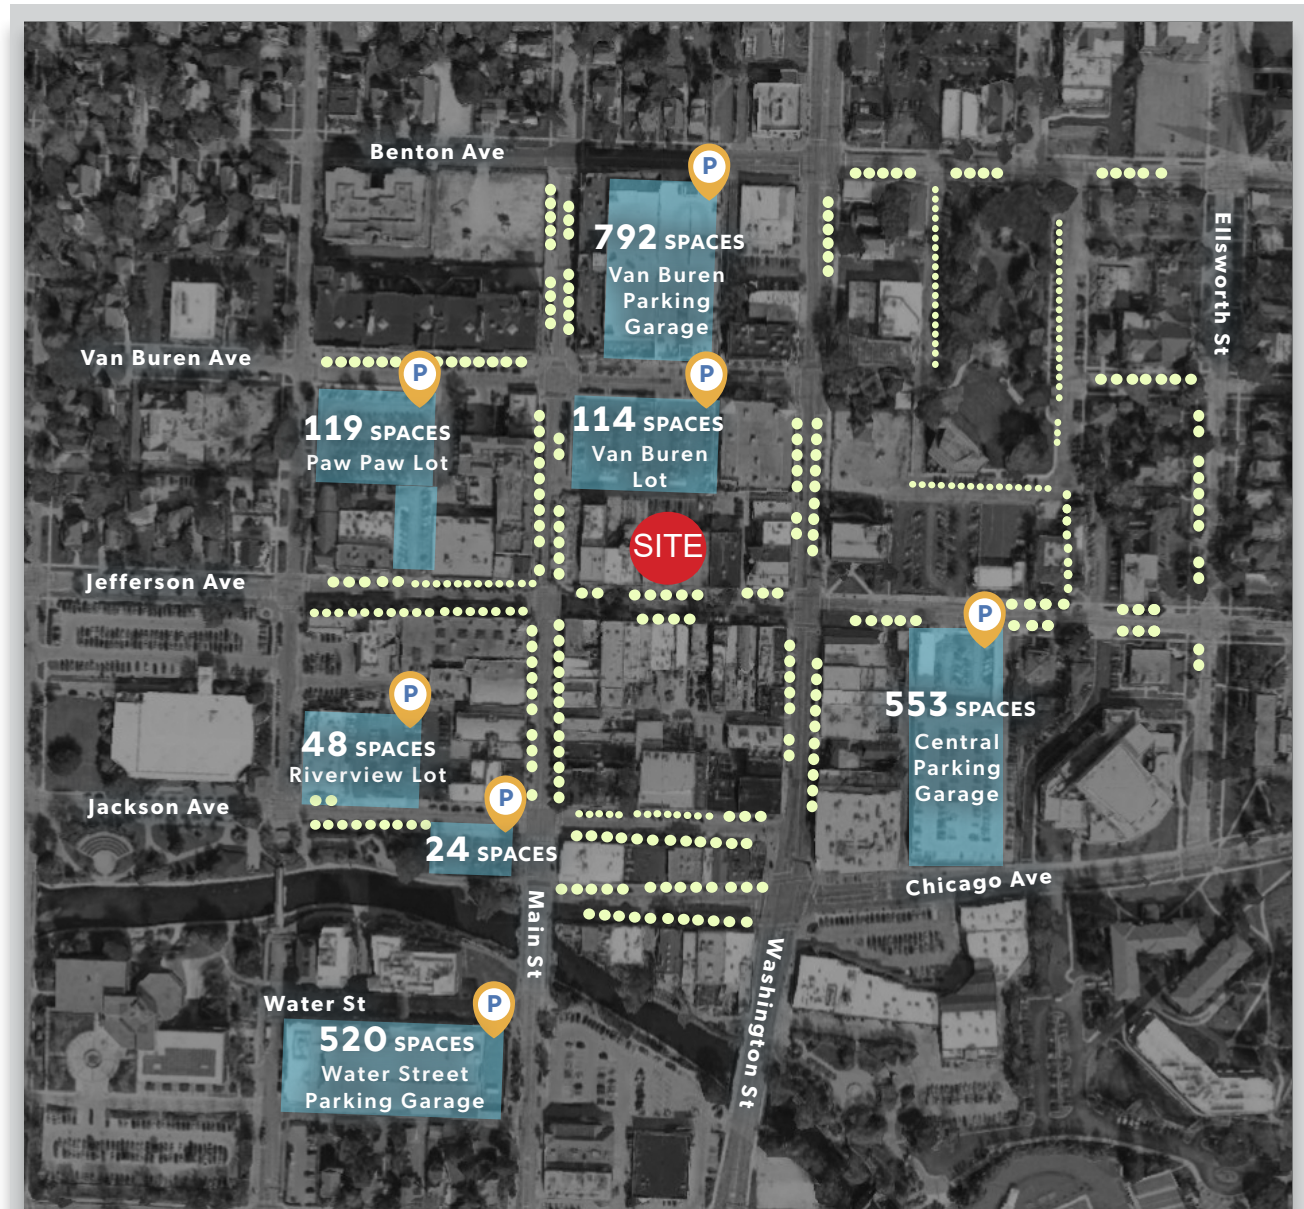 Benton Ave
P
792 SPACES
Van Buren
Parking
Garage
Ellsworth St
Van Buren Ave
P
P
119 SPACES
Paw Paw Lot
114 SPACES
Van Buren
Lot
SITE
Jefferson Ave
P
553 SPACES
Central
Parking
Garage
P
48 SPACES
Riverview Lot
Jackson Ave
P
24 SPACES
Chicago Ave
Main St
Washington St
Water St
P
520 SPACES
Water Street
Parking Garage